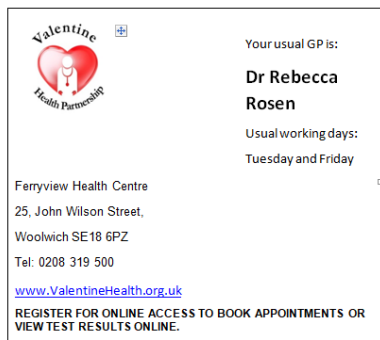 Valentine
Health Partnership
Your usual GP is:
Dr Rebecca
Rosen
Usual working days:
Tuesday and Friday
Ferryview Health Centre
25, John Wilson Street,
Woolwich SE18 6PZ
Tel: 0208 319 500
www.ValentineHealth.org.uk
REGISTER FOR ONLINE ACCESS TO BOOK APPOINTMENTS OR
VIEW TEST RESULTS ONLINE.